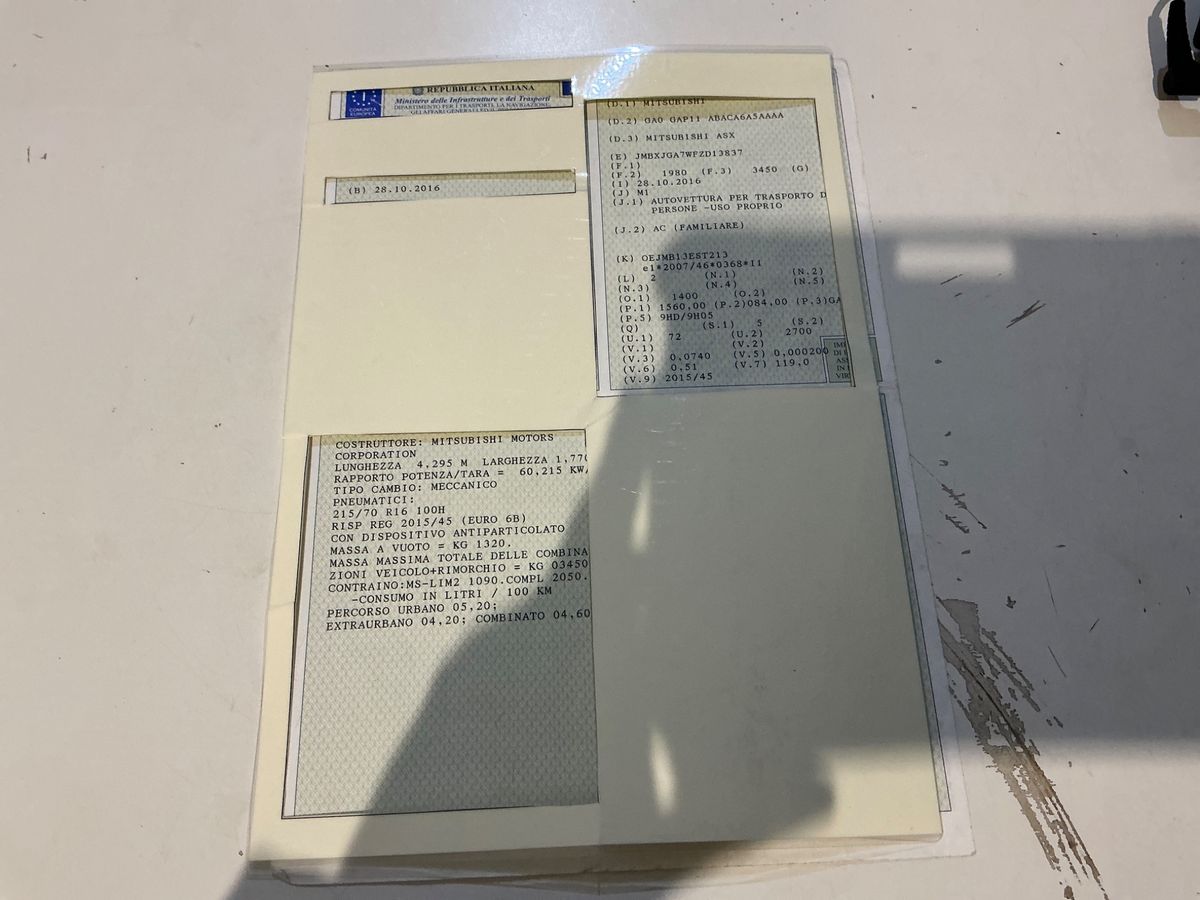 COMUNITÀ
EUROPEA
REPUBBLICA ITALIANA
Ministero delle Infrastrutture e dei Trasporti
DIPARTIMENTO PER I TRASPORTI, LA NAVIGAZIONE,
(B) 28.10.2016
(D.1) MITSUBISHI
(D.2) GA0 GAP11 ABACA6A5AAAA
(D.3) MITSUBISHI ASX
(E) JMBXJGA7WFZD13837
(F.1)
(F.2) 1980 (F.3) 3450 (G)
(I) 28.10.2016
(J) M1
(J.1) AUTOVETTURA PER TRASPORTO D
PERSONE -USO PROPRIO
(J.2) AC (FAMILIARE)
(K) OEJMB13EST213
e1*2007/46*0368*11
(L) 2 (N.1) (N.2)
(N.3) (N.4) (N.5)
(O.1) 1400 (O.2)
(P.1) 1560,00 (P.2)084,00 (P.3)GA
(P.5) 9HD/9H05
(Q) (S.1) 5 (S.2)
(U.1) 72 (U.2) 2700
(V.1) (V.2)
(V.3) 0,0740 (V.5) 0,000200
(V.6) 0,51 (V.7) 119,0
(V.9) 2015/45
COSTRUTTORE: MITSUBISHI MOTORS
CORPORATION
LUNGHEZZA 4,295 M LARGHEZZA 1,770
RAPPORTO POTENZA/TARA = 60,215 KW/
TIPO CAMBIO: MECCANICO
PNEUMATICI:
215/70 R16 100H
RISP REG 2015/45 (EURO 6B)
CON DISPOSITIVO ANTIPARTICOLATO
MASSA A VUOTO = KG 1320.
MASSA MASSIMA TOTALE DELLE COMBINA
ZIONI VEICOLO+RIMORCHIO = KG 03450
CONTRAINO:MS-LIM2 1090.COMPL 2050.
-CONSUMO IN LITRI / 100 KM
PERCORSO URBANO 05,20;
EXTRAURBANO 04,20; COMBINATO 04,60